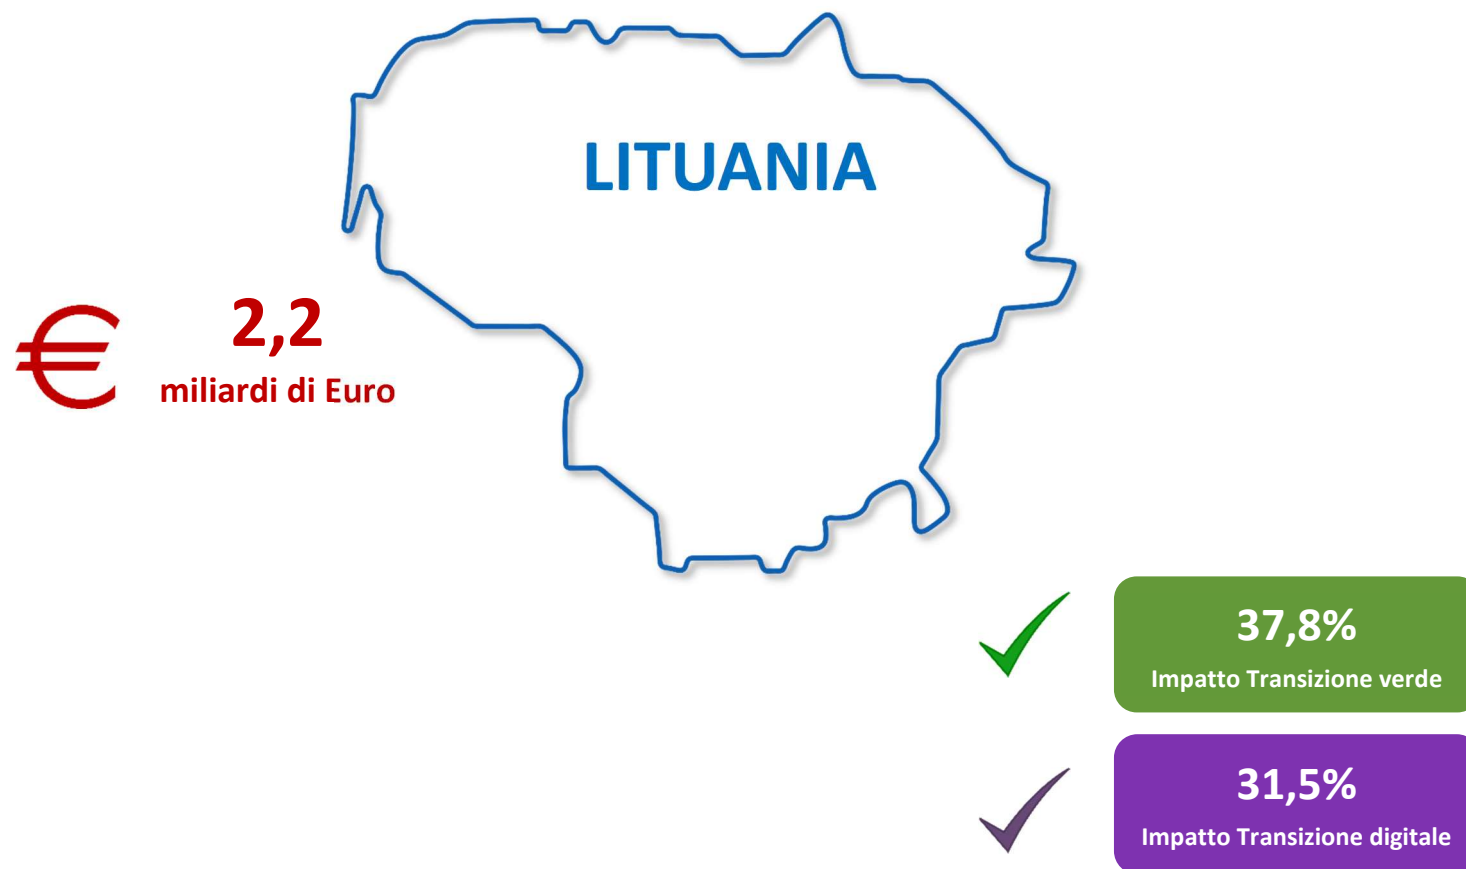 LITUANIA
€
2,2
miliardi di Euro
37,8%
Impatto Transizione verde
31,5%
Impatto Transizione digitale